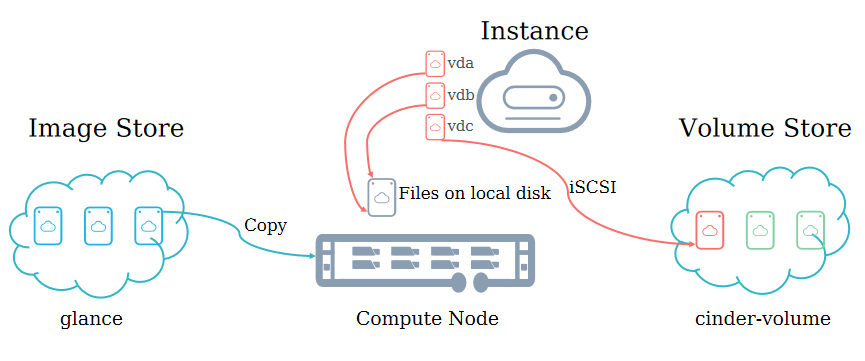 Instance
vda
vdb
vdc
Image Store
Volume Store
Files on local disk
iSCSI
Copy
glance
Compute Node
cinder-volume